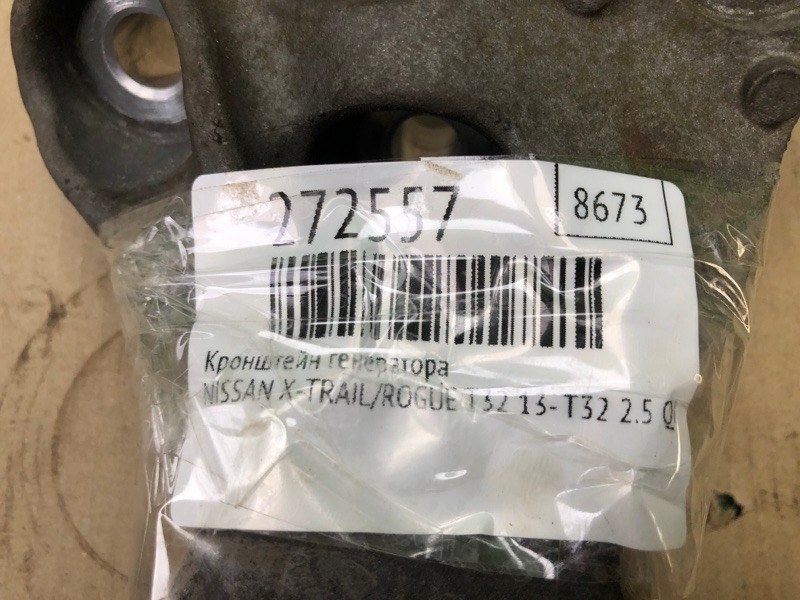 272557
8673
Кронштейн генератора
NISSAN X-TRAIL/ROGUE T32 13- T32 2.5